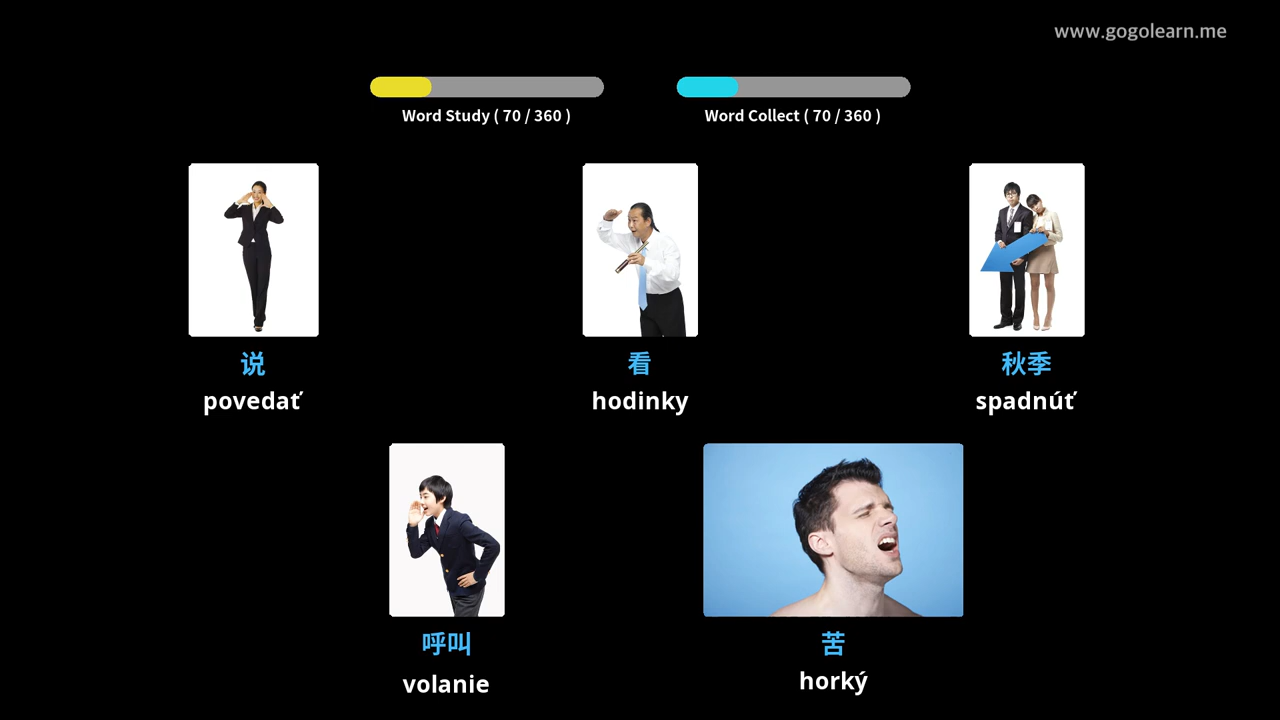 www.gogolearn.me
Word Study ( 70 / 360 )
Word Collect ( 70 / 360 )
说
povedať
看
hodinky
秋季
spadnúť
呼叫
volanie
苦
horký